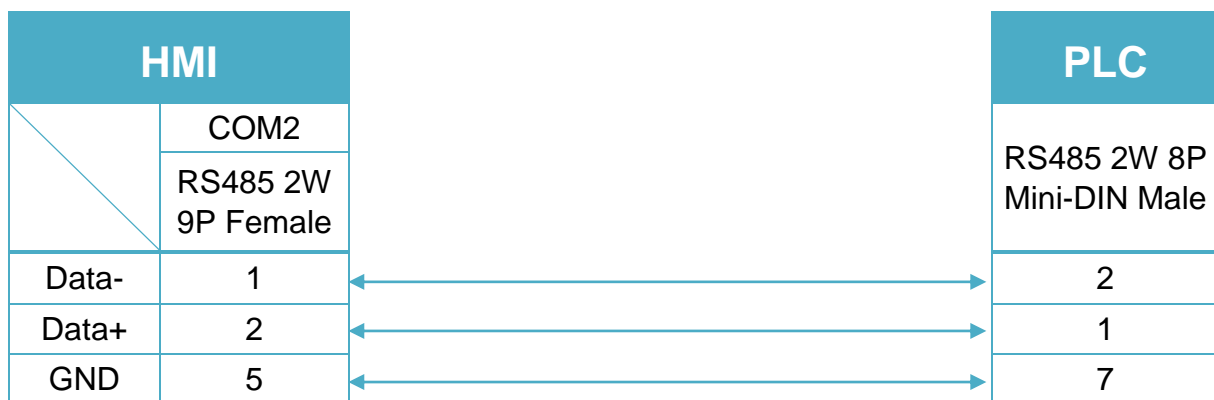 HMI
PLC
COM2
RS485 2W
9P Female
RS485 2W 8P
Mini-DIN Male
Data- 1 2
Data+ 2 1
GND 5 7